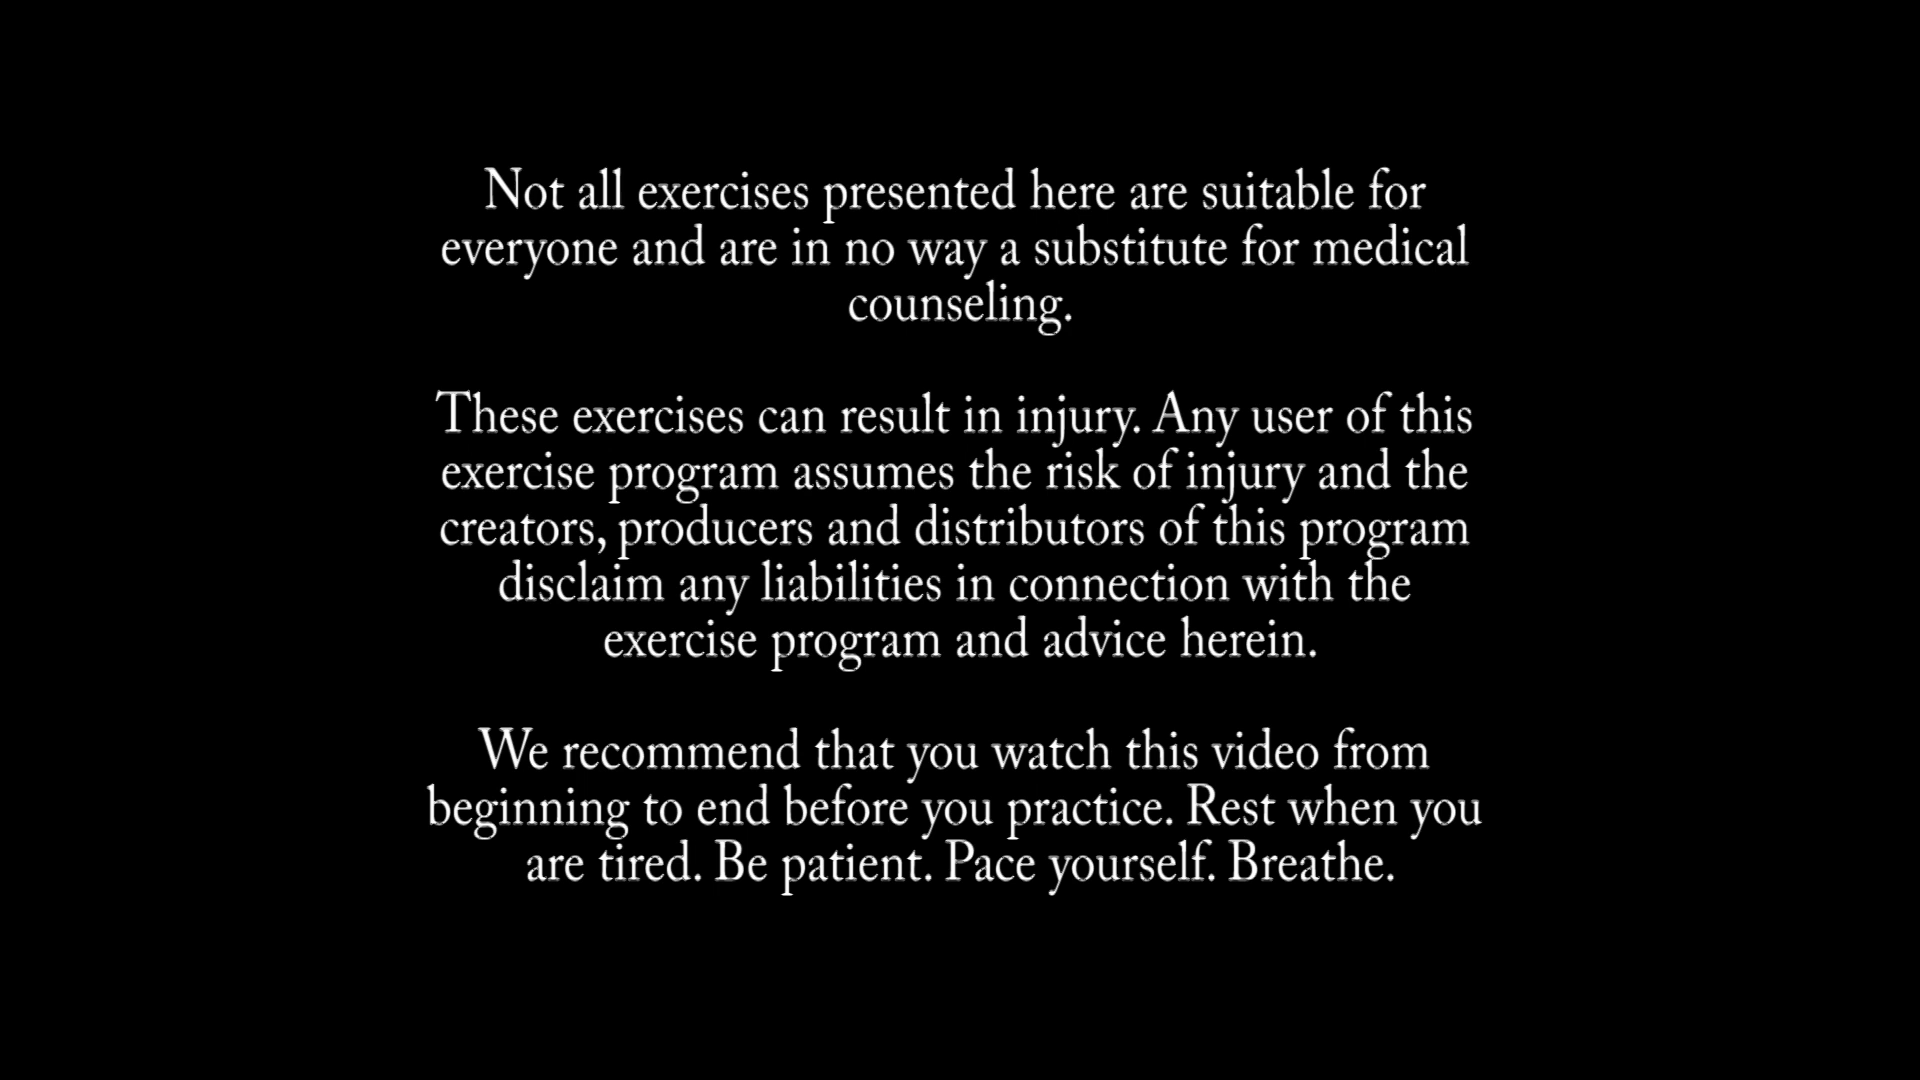 Not all exercises presented here are suitable for
everyone and are in no way a substitute for medical
counseling.
These exercises can result in injury. Any user of this
exercise program assumes the risk of injury and the
creators, producers and distributors of this program
disclaim any liabilities in connection with the
exercise program and advice herein.
We recommend that you watch this video from
beginning to end before you practice. Rest when you
are tired. Be patient. Pace yourself. Breathe.